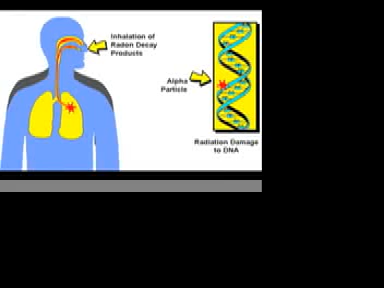 Inhalation of
Radon Decay
Products
Alpha
Particle
Radiation Damage
to DNA